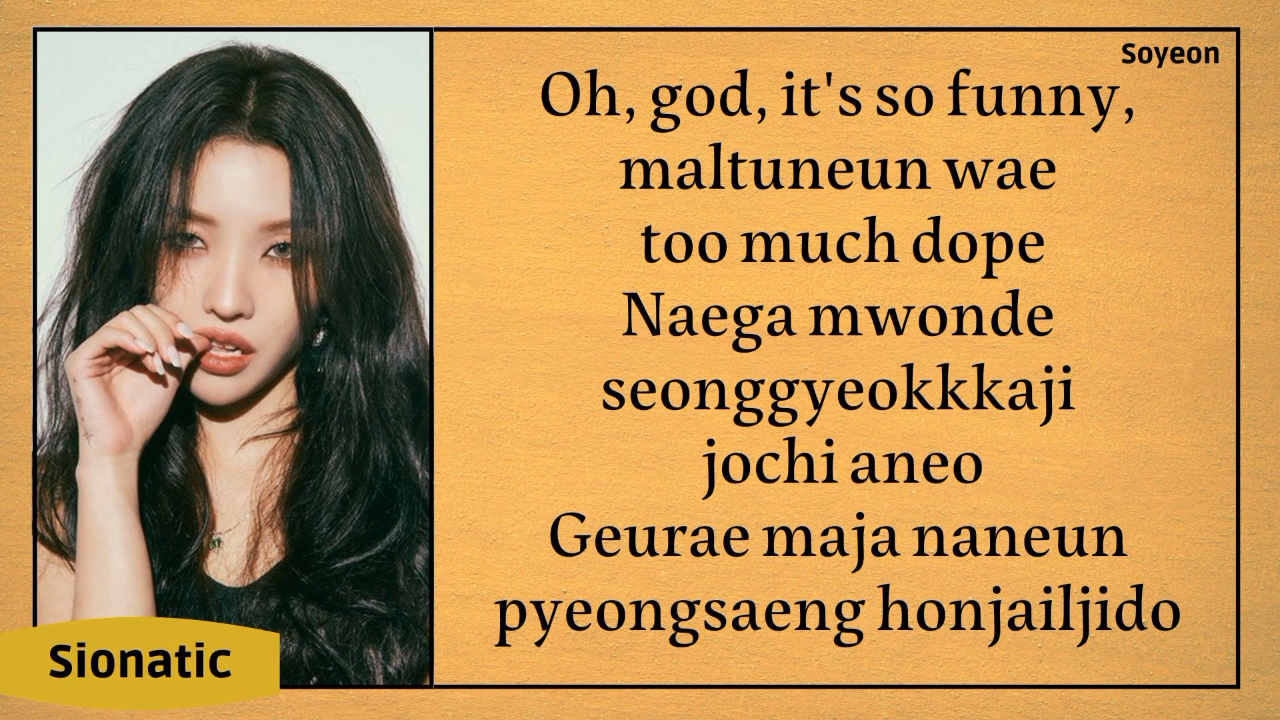 Soyeon
Oh, god, it's so funny,
maltuneun wae
too much dope
Naega mwonde
seonggyeokkkaji
jochi aneo
Geurae maja naneun
pyeongsaeng honjailjido
Sionatic